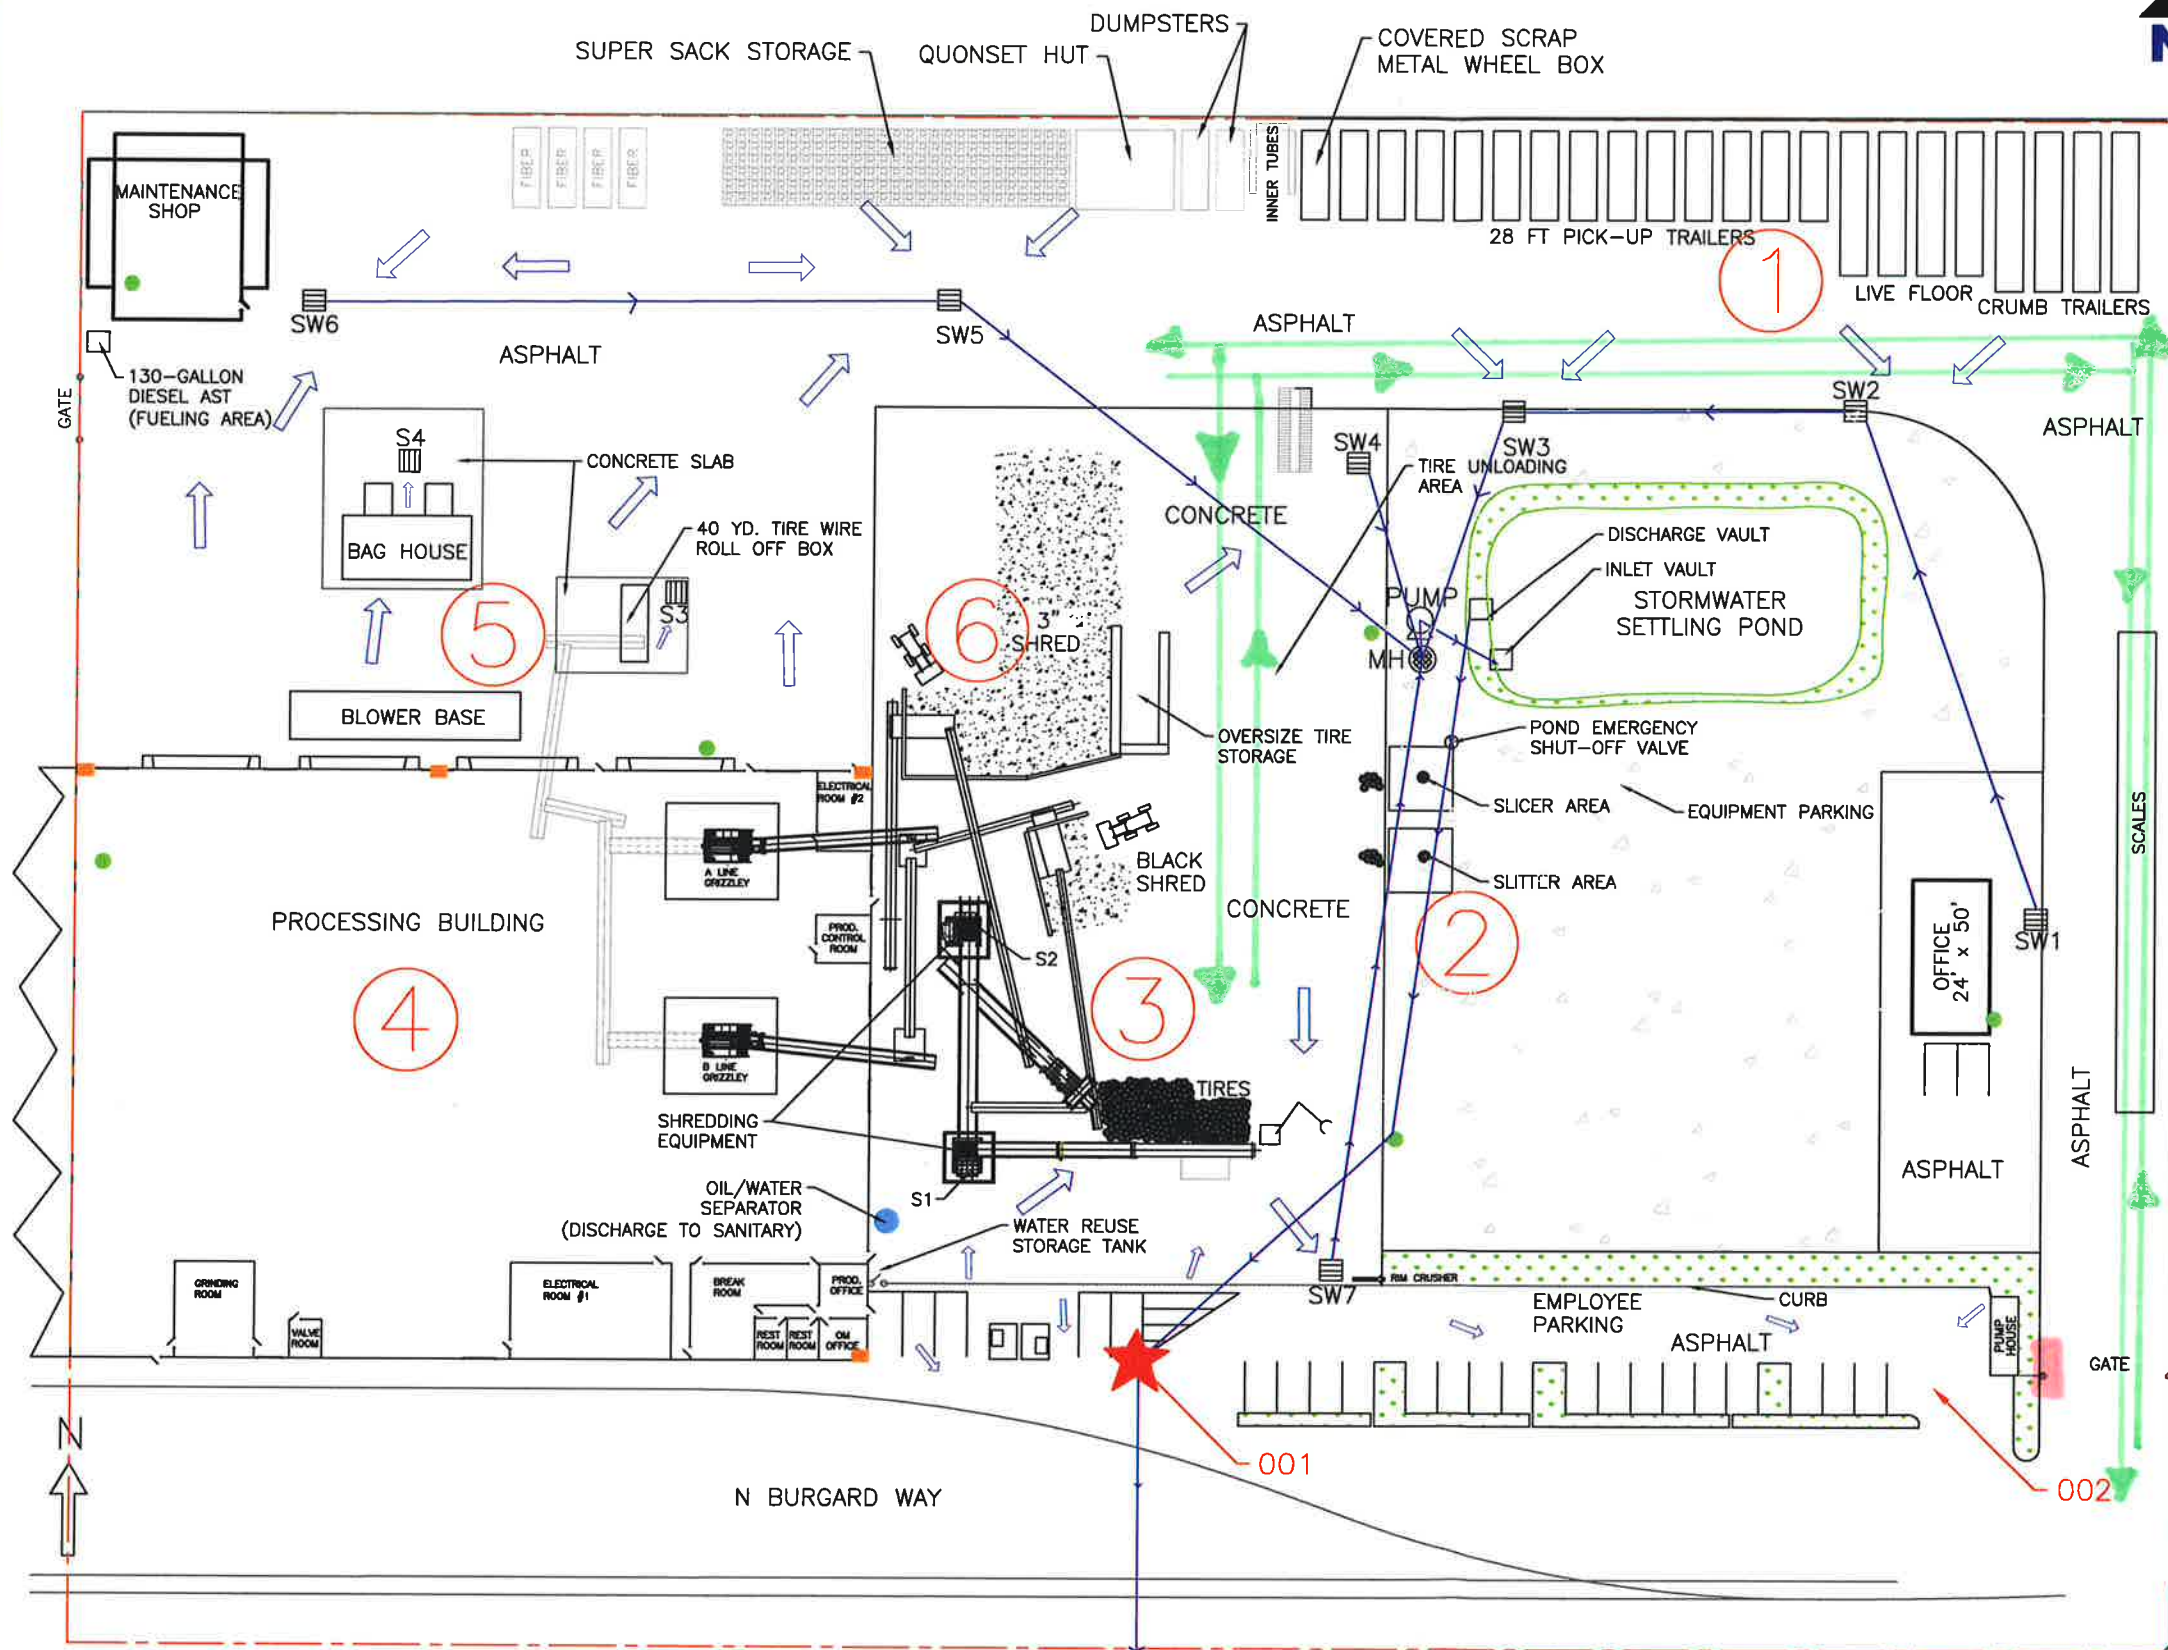 DUMPSTERS
SUPER SACK STORAGE
QUONSET HUT
COVERED SCRAP
METAL WHEEL BOX
N
MAINTENANCE
SHOP
FIBER
FIBER
FIBER
FIBER
INNER TUBES
28 FT PICK-UP TRAILERS
1
LIVE FLOOR
CRUMB TRAILERS
SW6
SW5
ASPHALT
ASPHALT
130-GALLON
DIESEL AST
(FUELING AREA)
GATE
SW2
ASPHALT
S4
CONCRETE SLAB
SW4
SW3
TIRE UNLOADING
AREA
BAG HOUSE
40 YD. TIRE WIRE
ROLL OFF BOX
CONCRETE
DISCHARGE VAULT
INLET VAULT
STORMWATER
SETTLING POND
5
S3
6
3"
SHRED
PUMP
MH
BLOWER BASE
OVERSIZE TIRE
STORAGE
POND EMERGENCY
SHUT-OFF VALVE
ELECTRICAL
ROOM #2
SLICER AREA
EQUIPMENT PARKING
SCALES
A LINE
GRIZZLEY
BLACK
SHRED
SLITTER AREA
PROCESSING BUILDING
PROD.
CONTROL
ROOM
S2
CONCRETE
2
OFFICE
24' x 50'
SW1
4
3
B LINE
GRIZZLEY
TIRES
SHREDDING
EQUIPMENT
ASPHALT
ASPHALT
OIL/WATER
SEPARATOR
(DISCHARGE TO SANITARY)
S1
WATER REUSE
STORAGE TANK
GRINDING
ROOM
ELECTRICAL
ROOM #1
BREAK
ROOM
PROD.
OFFICE
SW7
RIM CRUSHER
EMPLOYEE
PARKING
CURB
VALVE
ROOM
REST
ROOM
REST
ROOM
OM
OFFICE
ASPHALT
PUMP
HOUSE
GATE
N
001
002
N BURGARD WAY